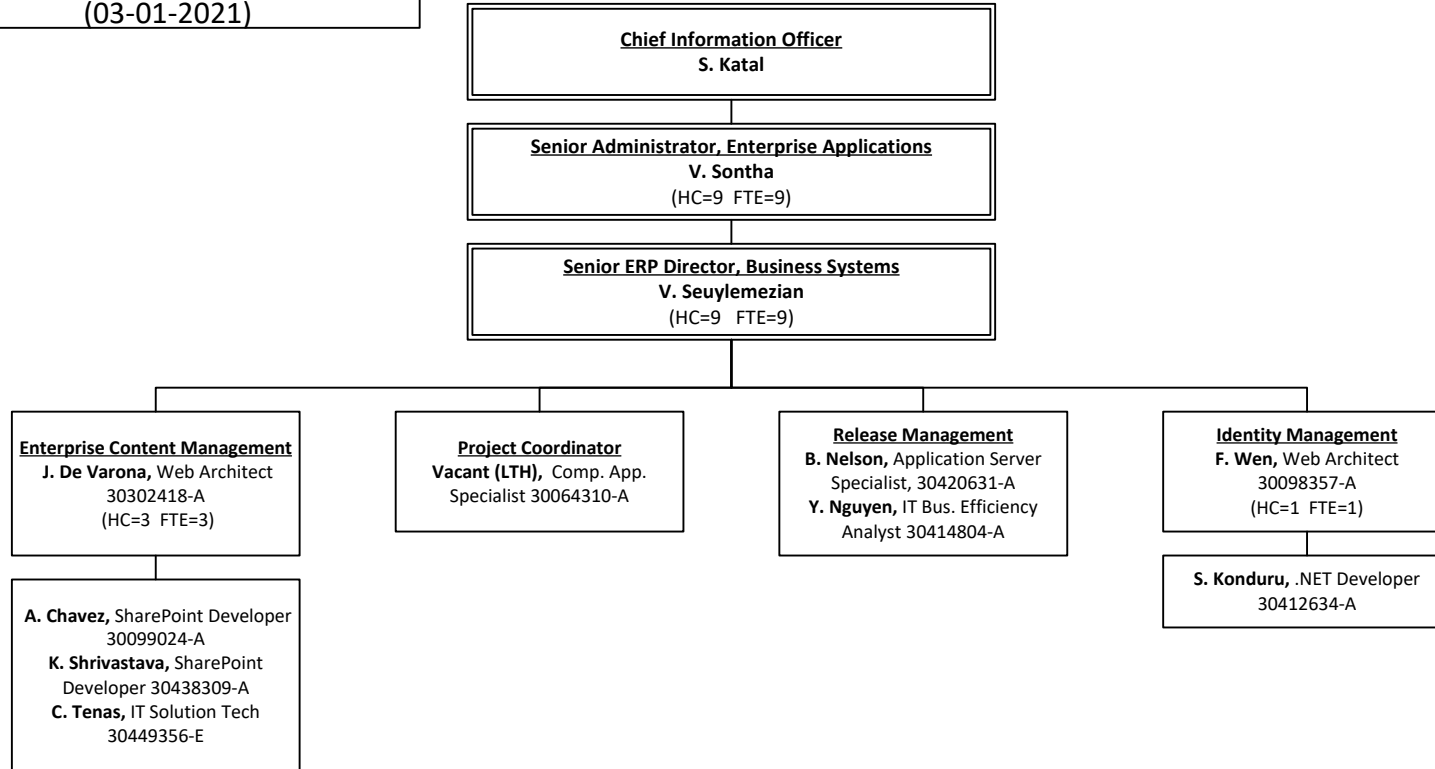 (03-01-2021)
Chief Information Officer
S. Katal
Senior Administrator, Enterprise Applications
V. Sontha
(HC=9  FTE=9)
Senior ERP Director, Business Systems
V. Seuylemezian
(HC=9   FTE=9)
Enterprise Content Management
J. De Varona, Web Architect
30302418-A
(HC=3  FTE=3)
Project Coordinator
Vacant (LTH),  Comp. App.
Specialist 30064310-A
Release Management
B. Nelson, Application Server
Specialist, 30420631-A
Y. Nguyen, IT Bus. Efficiency
Analyst 30414804-A
Identity Management
F. Wen, Web Architect
30098357-A
(HC=1  FTE=1)
A. Chavez, SharePoint Developer
30099024-A
K. Shrivastava, SharePoint
Developer 30438309-A
C. Tenas, IT Solution Tech
30449356-E
S. Konduru, .NET Developer
30412634-A